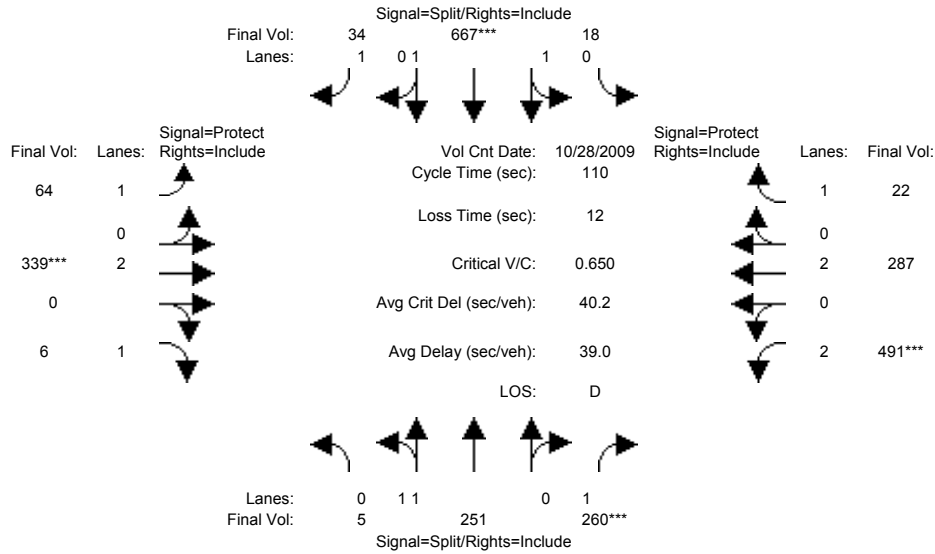 Signal=Split/Rights=Include
Final Vol: 34 667*** 18
Lanes: 1 0 1 1 0
Signal=Protect
Final Vol: Lanes: Rights=Include
Vol Cnt Date: 10/28/2009
Signal=Protect
Rights=Include Lanes: Final Vol:
Cycle Time (sec): 110
64 1
1 22
Loss Time (sec): 12
0
0
339*** 2
Critical V/C: 0.650
2 287
0 0
Avg Crit Del (sec/veh): 40.2
0
6 1
Avg Delay (sec/veh): 39.0
2 491***
LOS: D
Lanes: 0 1 1 0 1
Final Vol: 5 251 260***
Signal=Split/Rights=Include